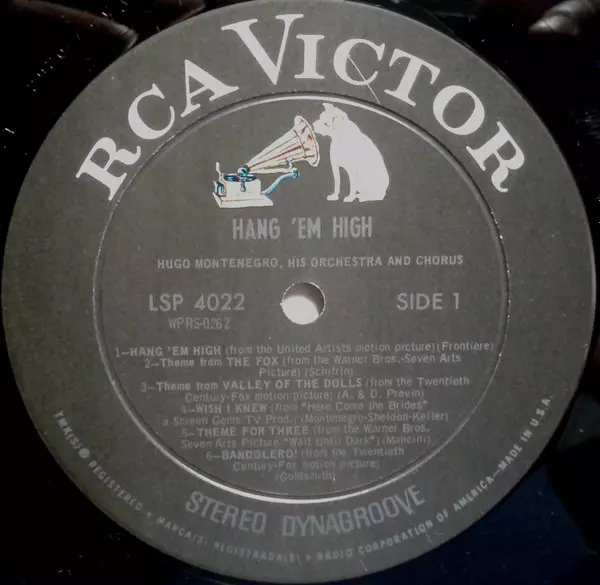 RCA VICTOR
HANG 'EM HIGH
HUGO MONTENEGRO, HIS ORCHESTRA AND CHORUS
LSP 4022
SIDE 1
WPRS-0262
1—HANG 'EM HIGH (from the United Artists motion picture) (Frontiere)
2—Theme from THE FOX (from the Warner Bros.-Seven Arts
Picture) (Schifrin)
3—Theme from VALLEY OF THE DOLLS (from the Twentieth
Century-Fox motion picture) (A. & D. Previn)
4—WISH I KNEW (from "Here Come the Brides"
a Screen Gems TV Prod.) (Montenegro-Sheldon-Keller)
5—THEME FOR THREE (from the Warner Bros.
Seven Arts Picture "Wait Until Dark") (Mancini)
6—BANDOLERO! (from the Twentieth
Century-Fox motion picture)
(Goldsmith)
STEREO DYNAGROOVE
TMK(S) ® REGISTERED • MARCA(S) REGISTRADA(S) • RADIO CORPORATION OF AMERICA—MADE IN U.S.A.